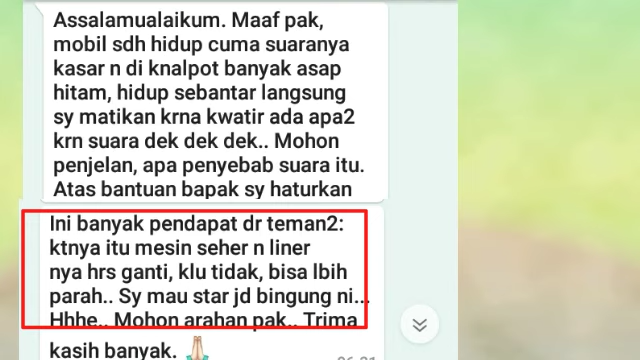 Assalamualaikum. Maaf pak,
mobil sdh hidup cuma suaranya
kasar n di knalpot banyak asap
hitam, hidup sebantar langsung
sy matikan krna kwatir ada apa2
krn suara dek dek dek.. Mohon
penjelan, apa penyebab suara itu.
Atas bantuan bapak sy haturkan
Ini banyak pendapat dr teman2:
ktnya itu mesin seher n liner
nya hrs ganti, klu tidak, bisa lbih
parah.. Sy mau star jd bingung ni...
Hhhe.. Mohon arahan pak.. Trima
kasih banyak. 🙏